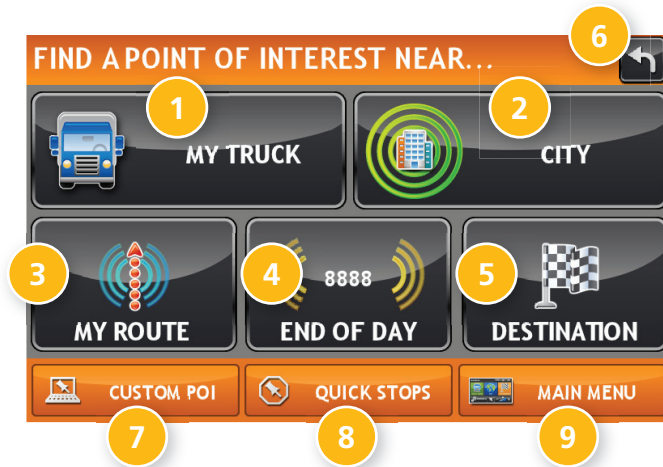 6
FIND A POINT OF INTEREST NEAR...
1
2
MY TRUCK
CITY
3
4
5
8888
MY ROUTE
END OF DAY
DESTINATION
CUSTOM POI
QUICK STOPS
MAIN MENU
7
8
9